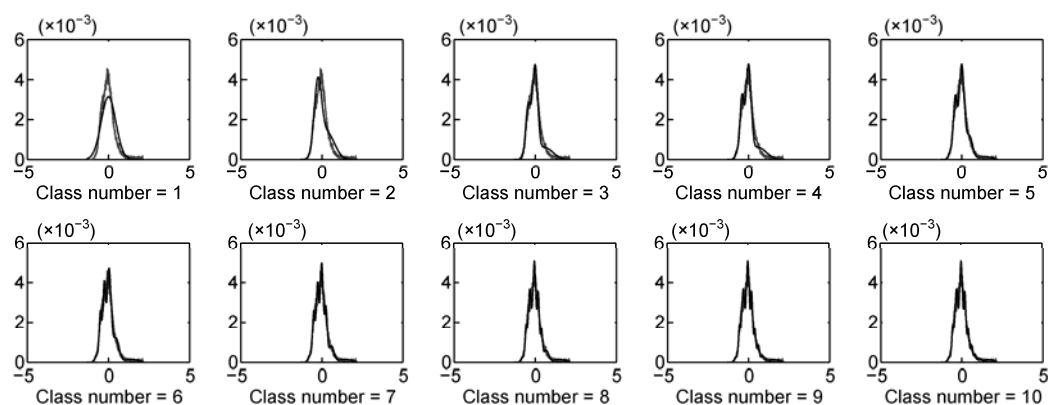 (×10⁻³) (×10⁻³) (×10⁻³) (×10⁻³) (×10⁻³)
6 6 6 6 6
4 4 4 4 4
2 2 2 2 2
0 0 0 0 0
−5 0 5 −5 0 5 −5 0 5 −5 0 5 −5 0 5
Class number = 1 Class number = 2 Class number = 3 Class number = 4 Class number = 5
(×10⁻³) (×10⁻³) (×10⁻³) (×10⁻³) (×10⁻³)
6 6 6 6 6
4 4 4 4 4
2 2 2 2 2
0 0 0 0 0
−5 0 5 −5 0 5 −5 0 5 −5 0 5 −5 0 5
Class number = 6 Class number = 7 Class number = 8 Class number = 9 Class number = 10